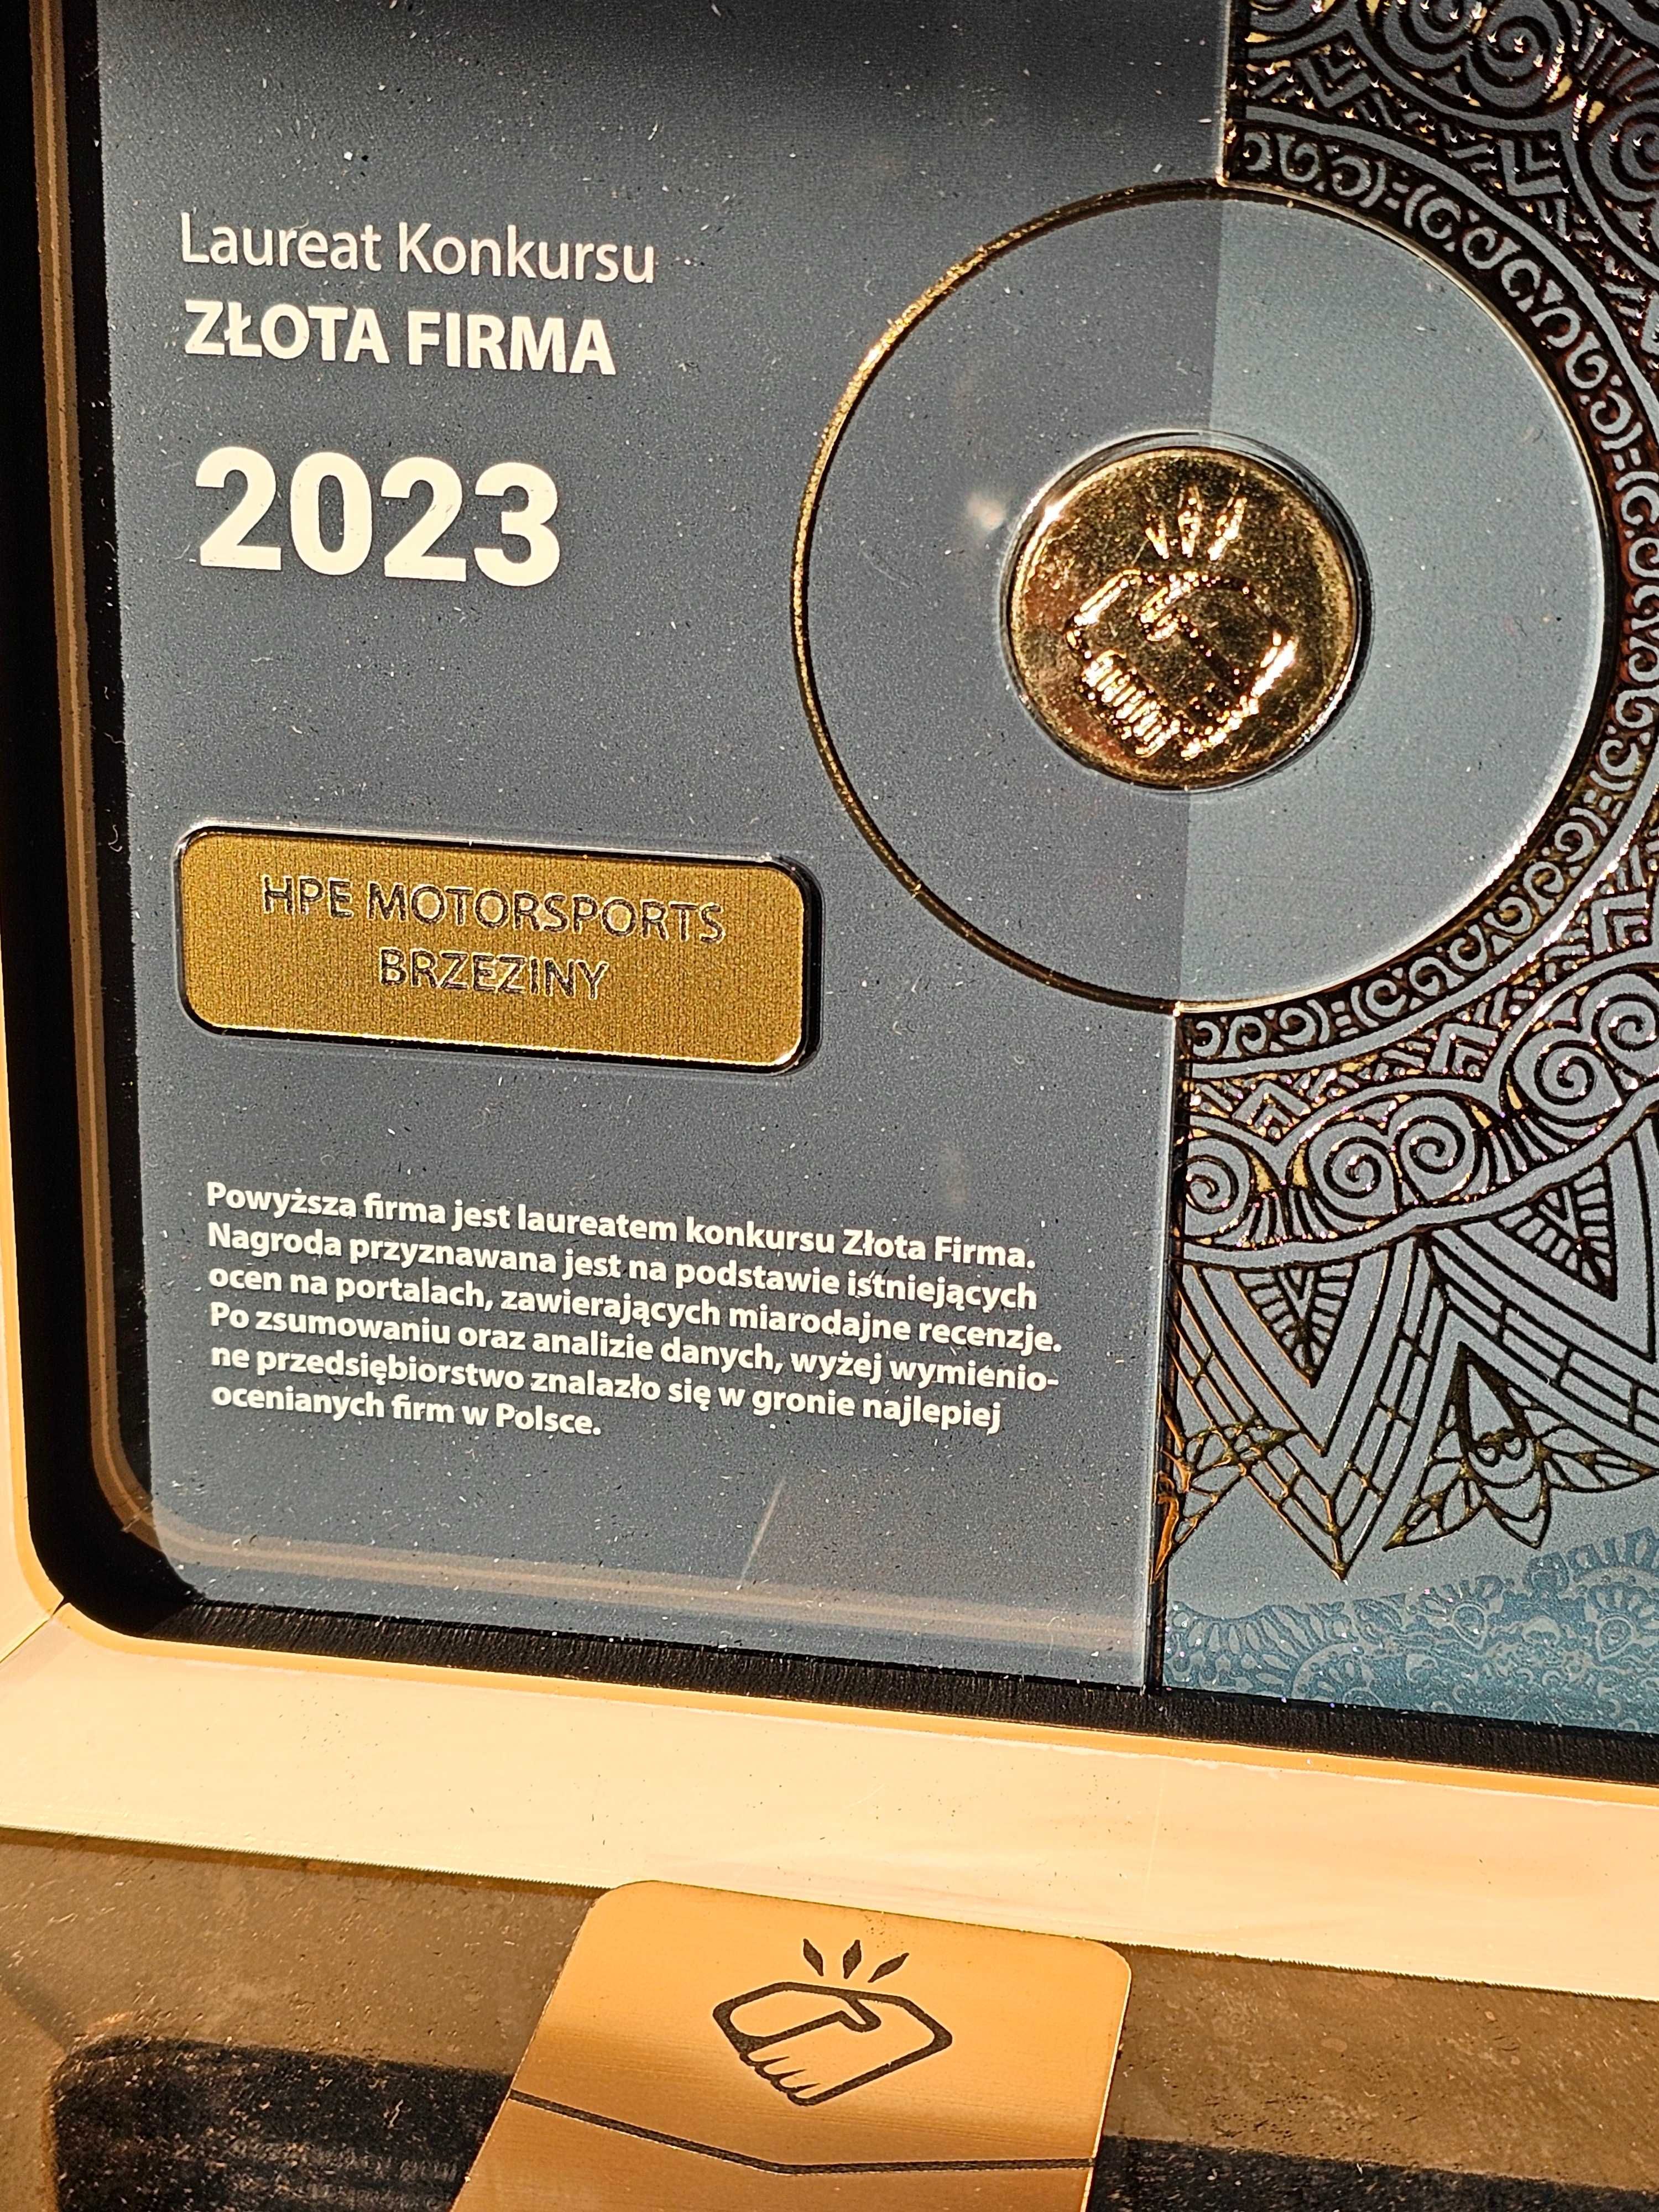 Laureat Konkursu
ZŁOTA FIRMA
2023
HPE MOTORSPORTS
BRZEZINY
Powyższa firma jest laureatem konkursu Złota Firma.
Nagroda przyznawana jest na podstawie istniejących
ocen na portalach, zawierających miarodajne recenzje.
Po zsumowaniu oraz analizie danych, wyżej wymienio-
ne przedsiębiorstwo znalazło się w gronie najlepiej
ocenianych firm w Polsce.